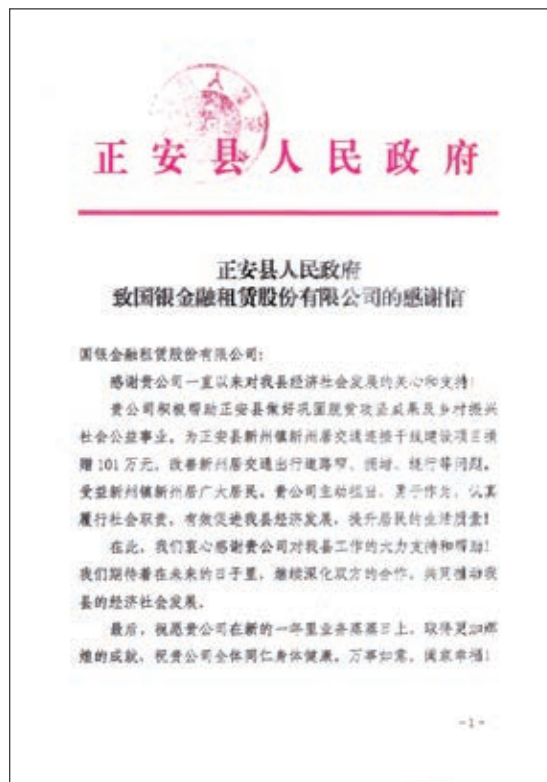 正安县人民政府
正安县人民政府
致国银金融租赁股份有限公司的感谢信
国银金融租赁股份有限公司:
感谢贵公司一直以来对我县经济社会发展的关心和支持!
贵公司积极帮助正安县做好巩固脱贫攻坚成果及乡村振兴
社会公益事业。为正安县新州镇新州居交通连接干线建设项目捐
赠101万元,改善新州居交通出行道路窄、拥堵、绕行等问题。
受益新州镇新州居广大居民。贵公司主动担当,勇于作为,认真
履行社会职责,有效促进我县经济发展,提升居民的生活质量!
在此,我们衷心感谢贵公司对我县工作的大力支持和帮助!
我们期待着在未来的日子里,继续深化双方的合作,共同推动我
县的经济社会发展。
最后,祝愿贵公司在新的一年里业务蒸蒸日上,取得更加辉
煌的成就,祝贵公司全体同仁身体健康,万事如意,阖家幸福!
-1-